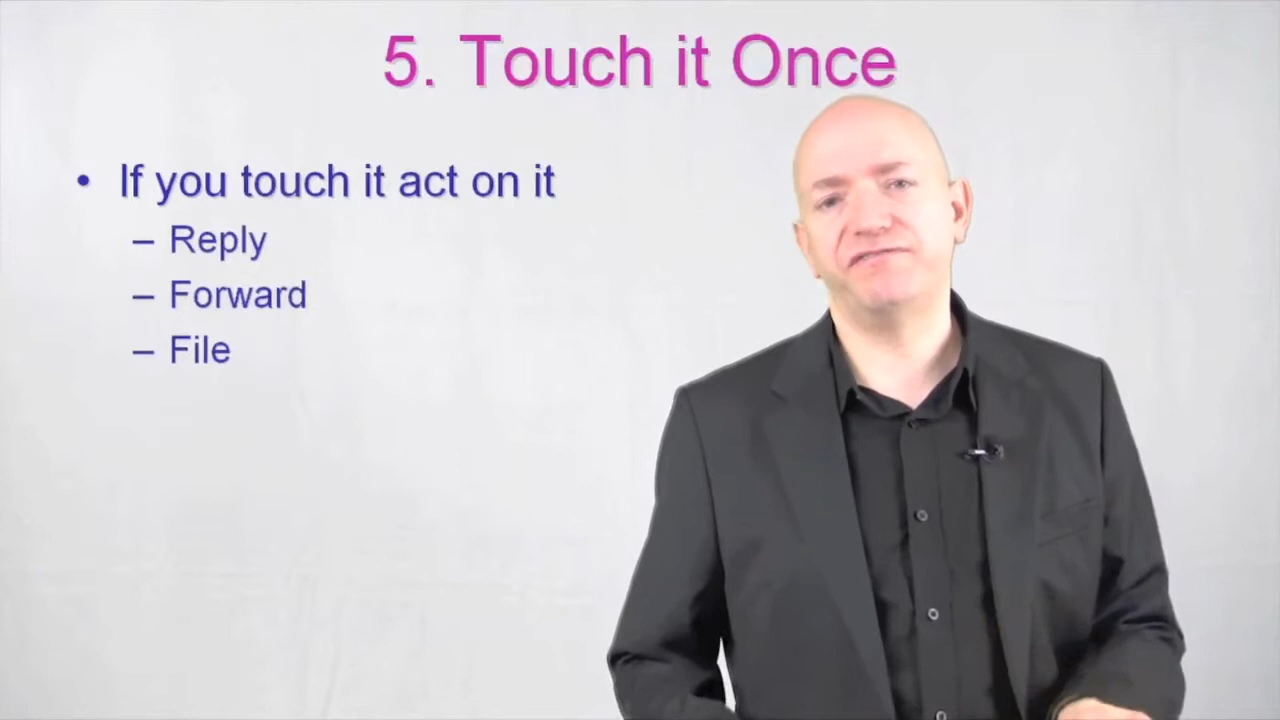 5. Touch it Once
• If you touch it act on it
– Reply
– Forward
– File